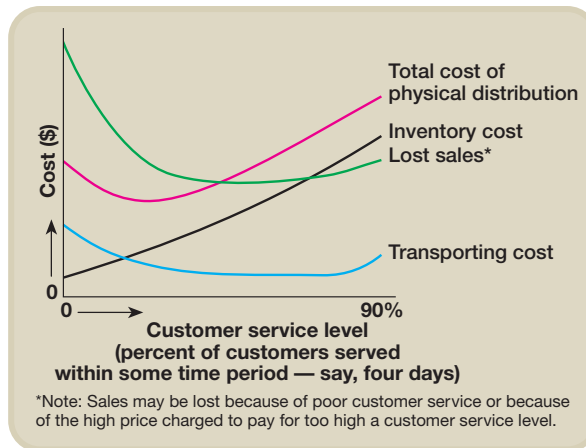 Cost ($)
Total cost of
physical distribution
Inventory cost
Lost sales*
Transporting cost
0
0
90%
Customer service level
(percent of customers served
within some time period — say, four days)
*Note: Sales may be lost because of poor customer service or because
of the high price charged to pay for too high a customer service level.